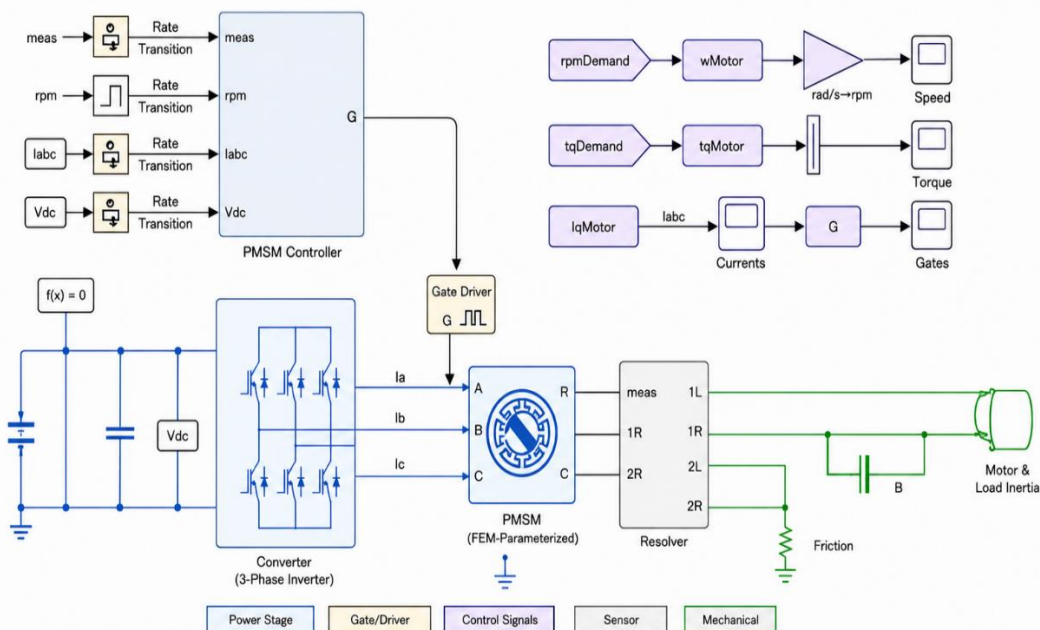 meas
Rate
Transition
meas
rpm
Rate
Transition
rpm
Iabc
Rate
Transition
Iabc
Vdc
Rate
Transition
Vdc
G
PMSM Controller
rpmDemand
wMotor
rad/s→rpm
Speed
tqDemand
tqMotor
Torque
IqMotor
Iabc
Currents
G
Gates
f(x) = 0
Vdc
Converter
(3-Phase Inverter)
Gate Driver
G
Ia
Ib
Ic
A
B
C
R
C
PMSM
(FEM-Parameterized)
meas
1R
2R
1L
1R
2L
2R
Resolver
B
Friction
Motor &
Load Inertia
Power Stage
Gate/Driver
Control Signals
Sensor
Mechanical